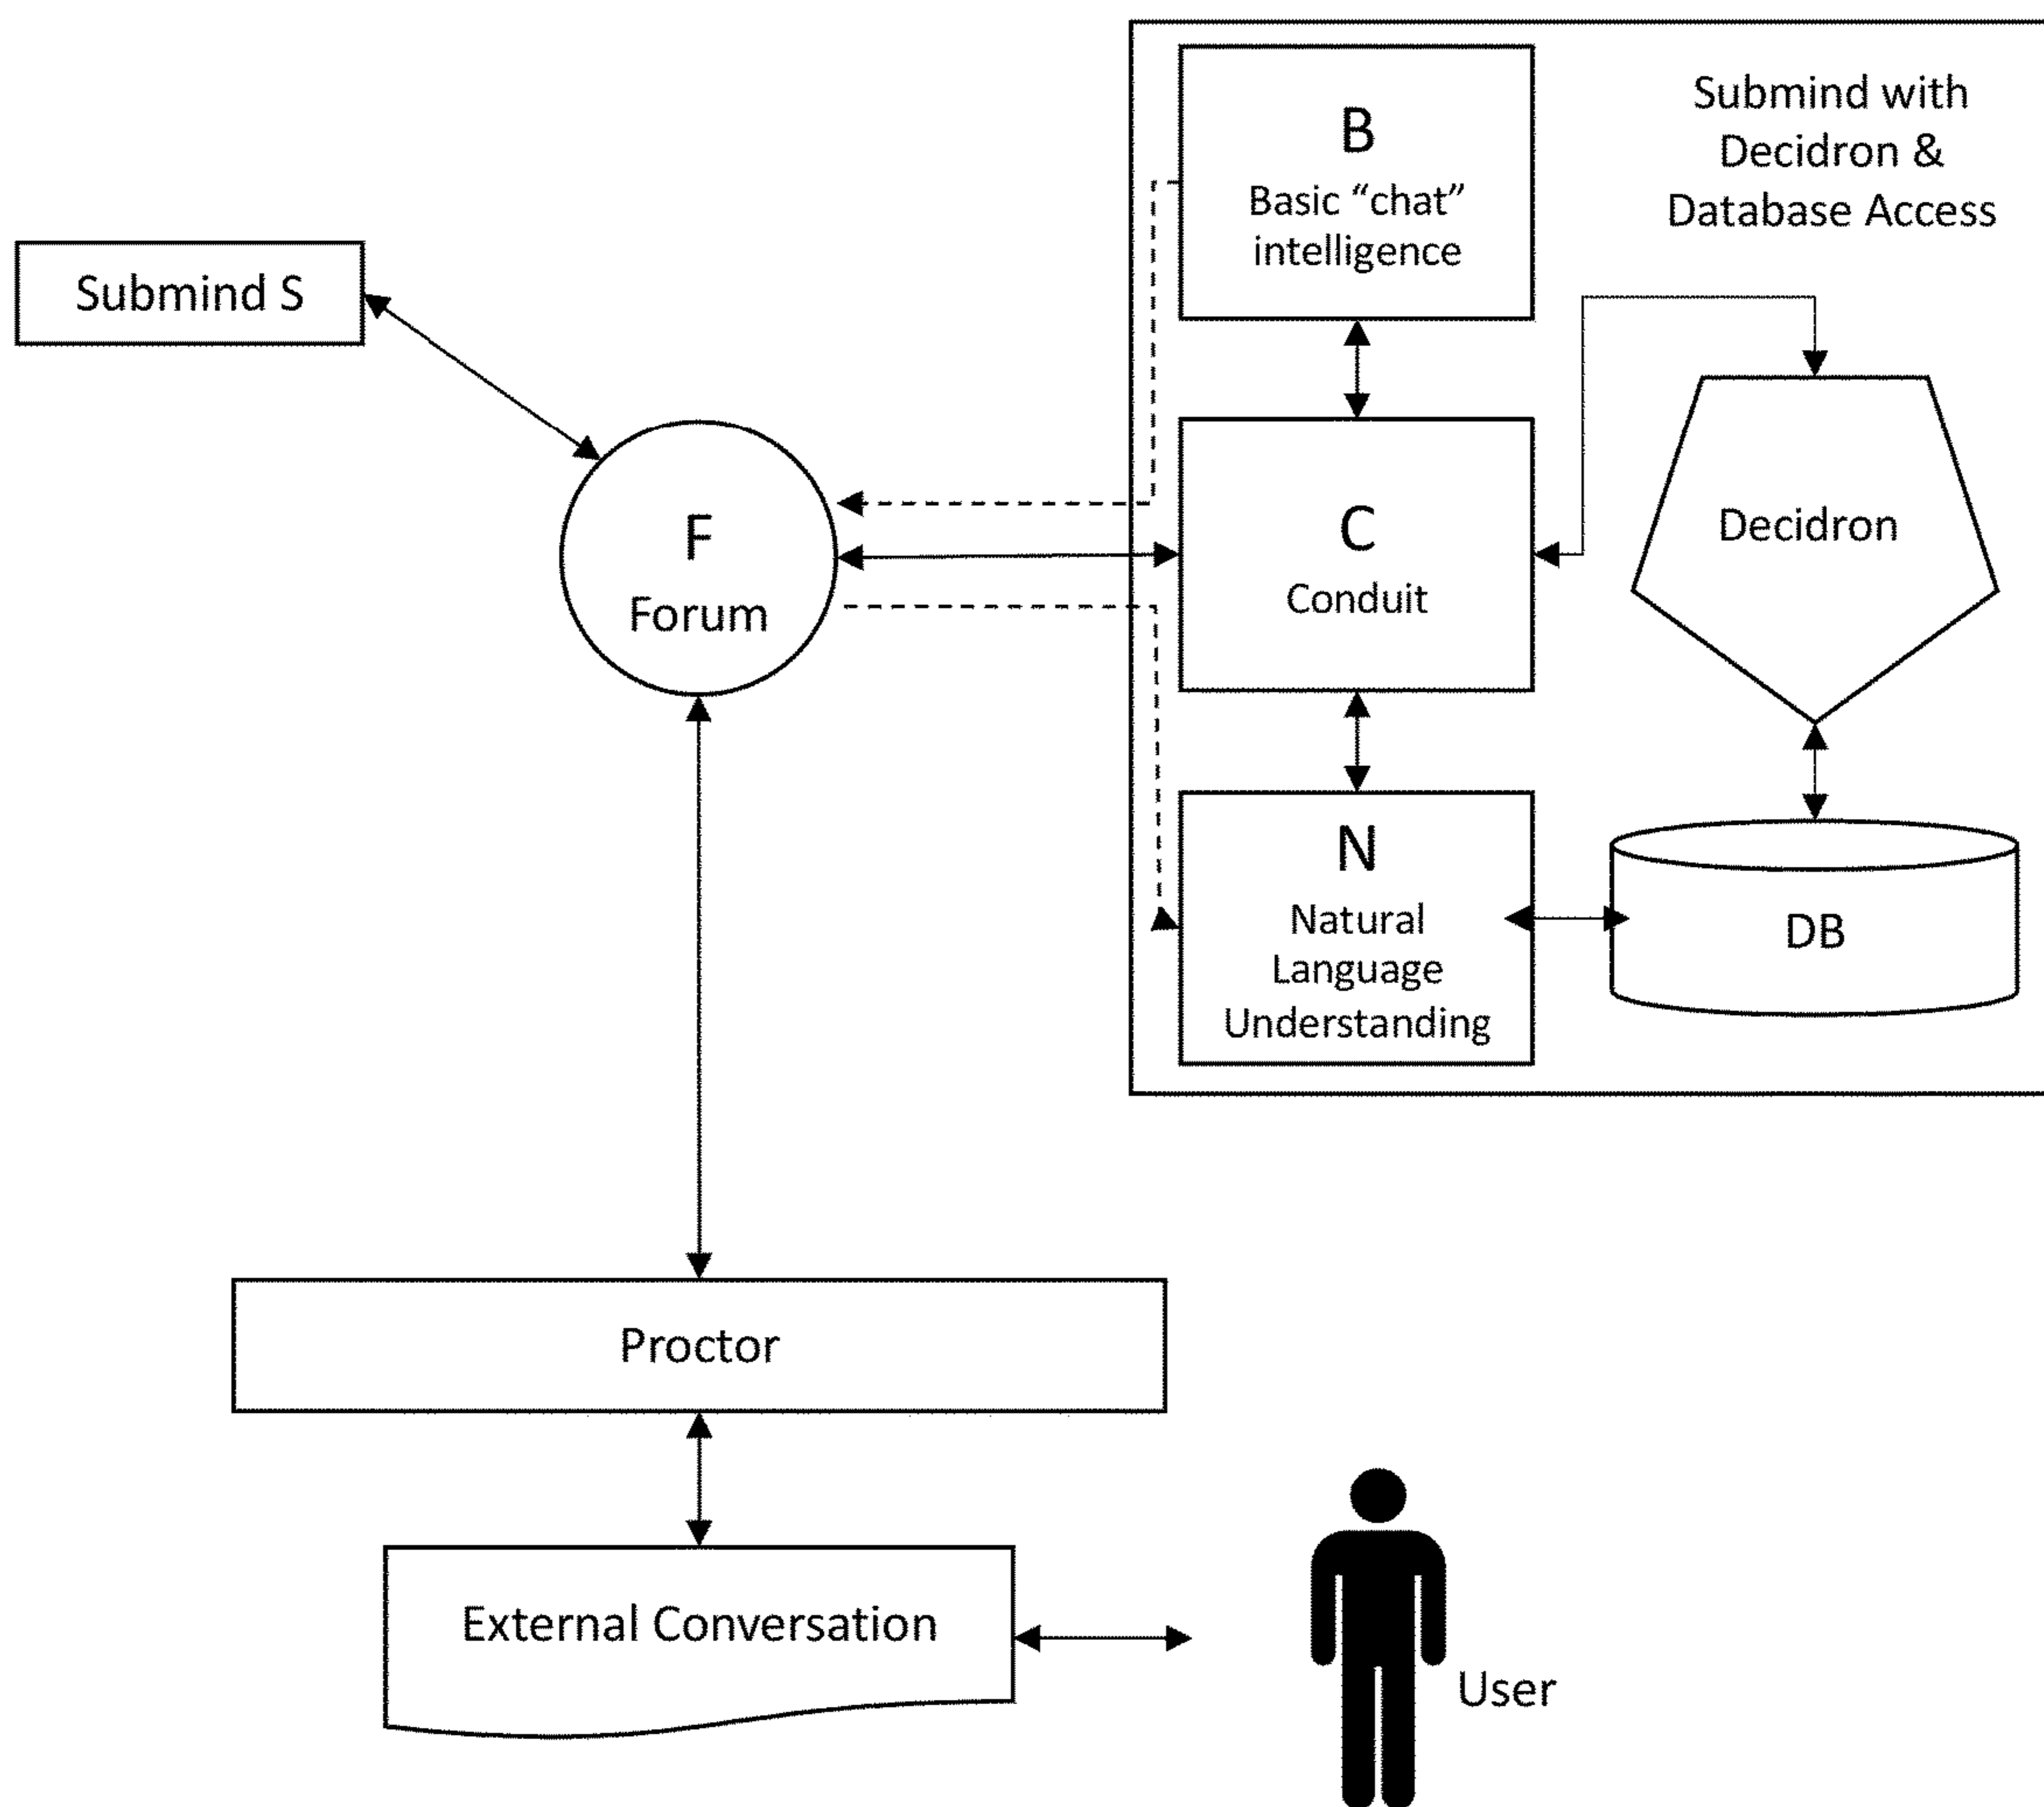 B
Basic “chat”
intelligence
Submind with
Decidron &
Database Access
Submind S
F
Forum
C
Conduit
Decidron
N
Natural
Language
Understanding
DB
Proctor
External Conversation
User